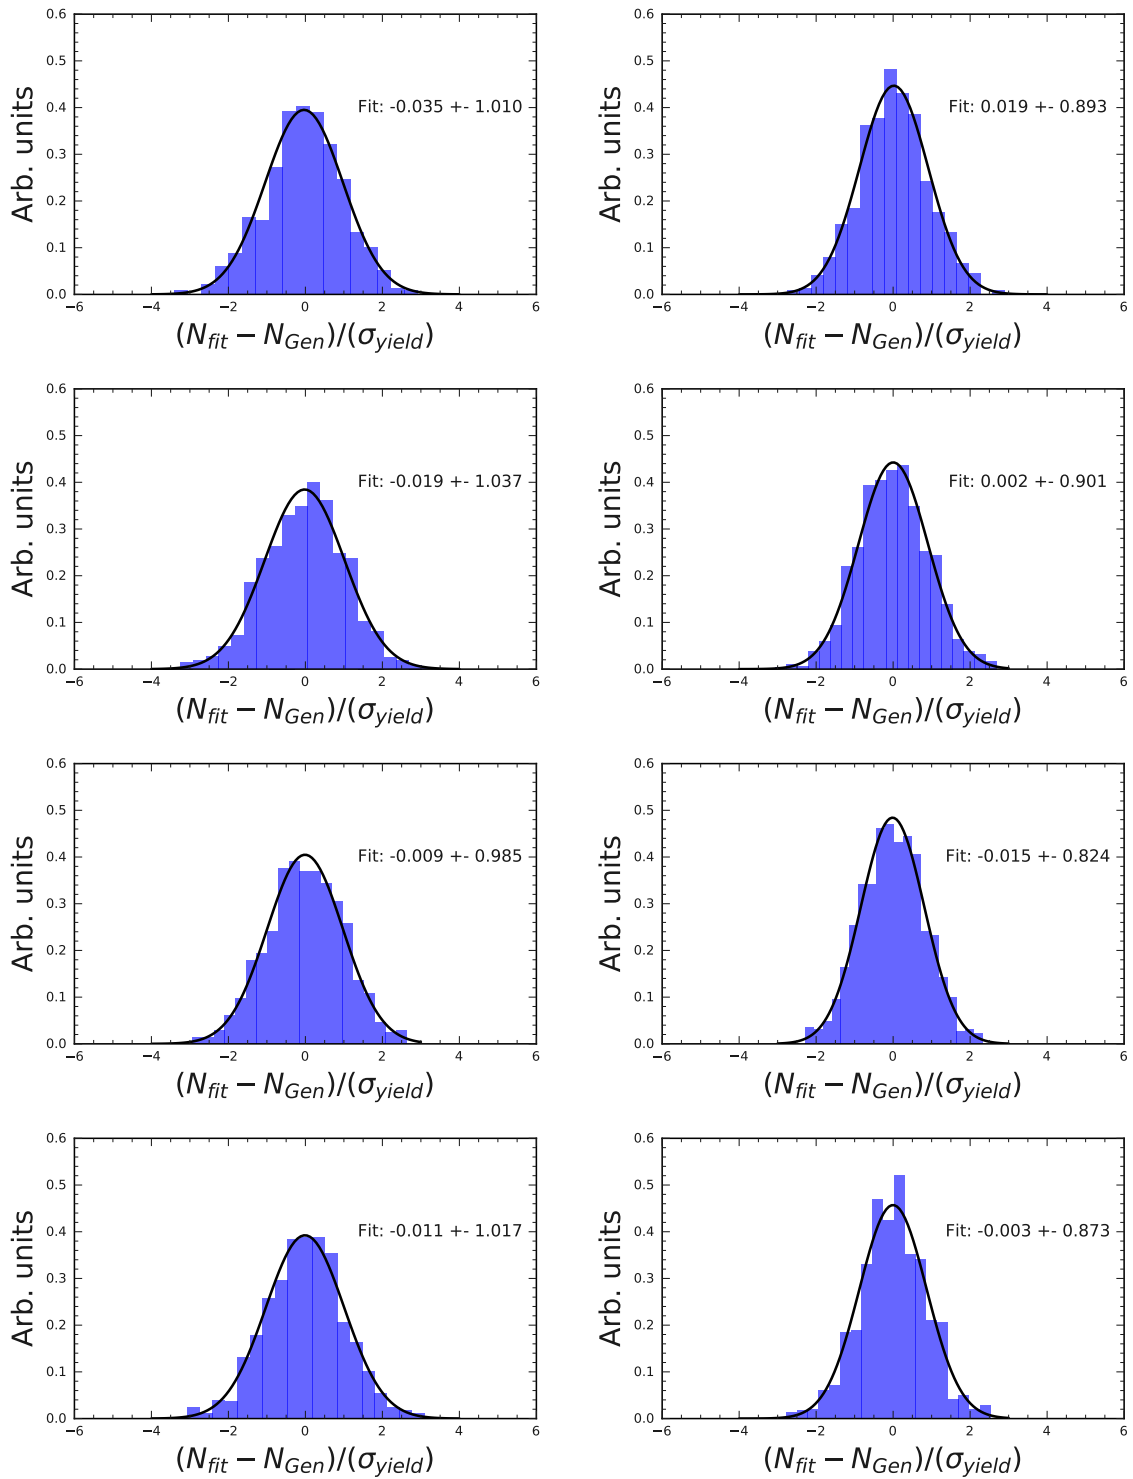 0.6
0.5
0.4
0.3
0.2
0.1
0.0
Arb. units
Fit: -0.035 +- 1.010
−6 −4 −2 0 2 4 6
(N_fit − N_Gen)/(σ_yield)
0.6
0.5
0.4
0.3
0.2
0.1
0.0
Arb. units
Fit: 0.019 +- 0.893
−6 −4 −2 0 2 4 6
(N_fit − N_Gen)/(σ_yield)
0.6
0.5
0.4
0.3
0.2
0.1
0.0
Arb. units
Fit: -0.019 +- 1.037
−6 −4 −2 0 2 4 6
(N_fit − N_Gen)/(σ_yield)
0.6
0.5
0.4
0.3
0.2
0.1
0.0
Arb. units
Fit: 0.002 +- 0.901
−6 −4 −2 0 2 4 6
(N_fit − N_Gen)/(σ_yield)
0.6
0.5
0.4
0.3
0.2
0.1
0.0
Arb. units
Fit: -0.009 +- 0.985
−6 −4 −2 0 2 4 6
(N_fit − N_Gen)/(σ_yield)
0.6
0.5
0.4
0.3
0.2
0.1
0.0
Arb. units
Fit: -0.015 +- 0.824
−6 −4 −2 0 2 4 6
(N_fit − N_Gen)/(σ_yield)
0.6
0.5
0.4
0.3
0.2
0.1
0.0
Arb. units
Fit: -0.011 +- 1.017
−6 −4 −2 0 2 4 6
(N_fit − N_Gen)/(σ_yield)
0.6
0.5
0.4
0.3
0.2
0.1
0.0
Arb. units
Fit: -0.003 +- 0.873
−6 −4 −2 0 2 4 6
(N_fit − N_Gen)/(σ_yield)